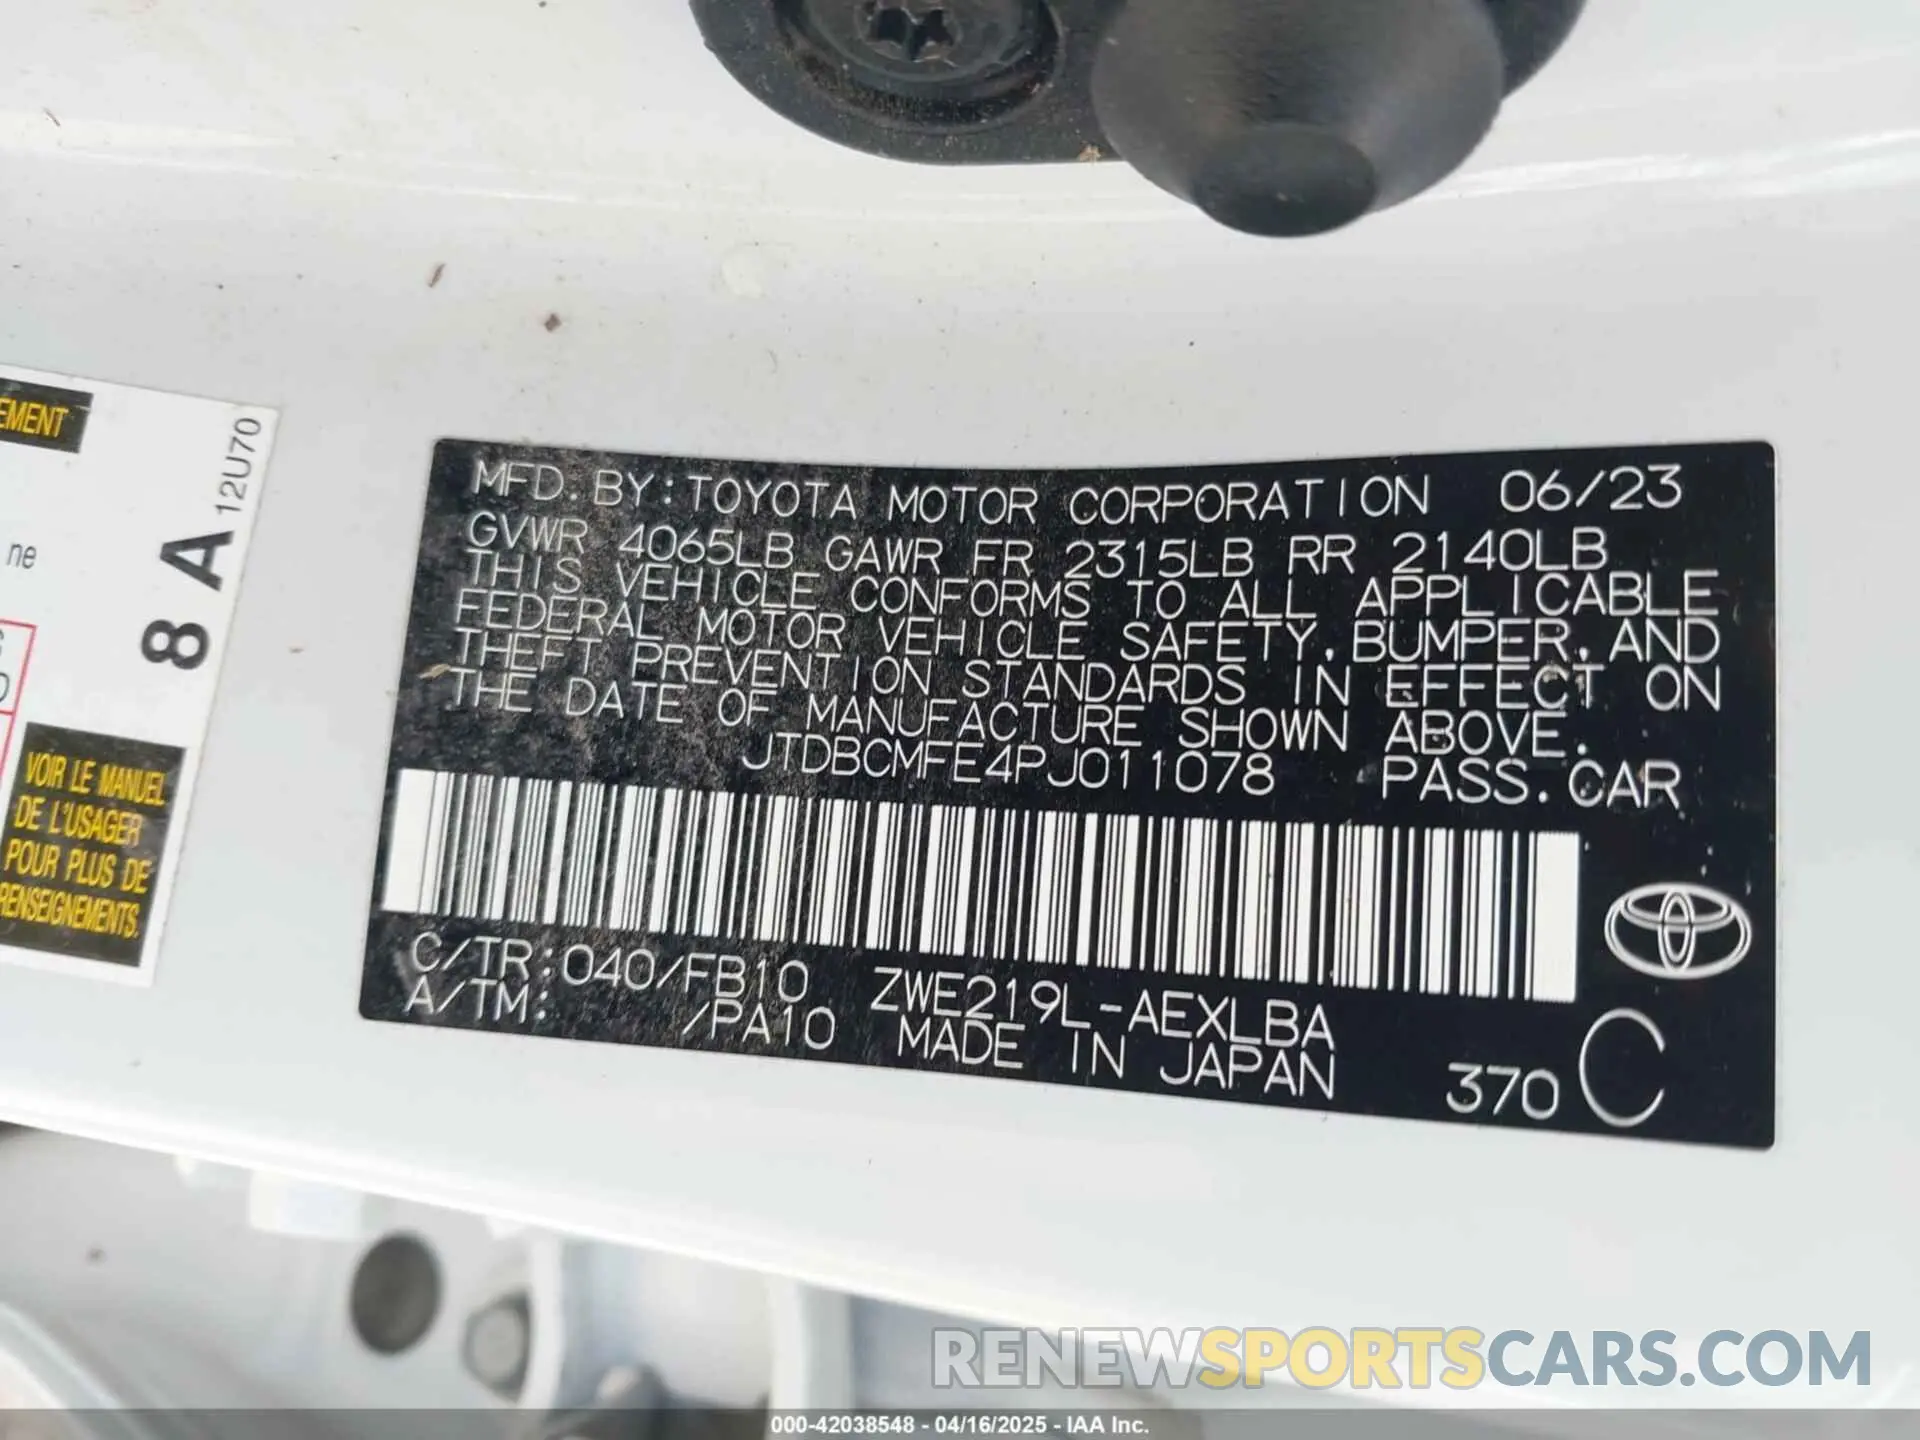 EMENT
12U70
8 A
ne
VOIR LE MANUEL
DE L'USAGER
POUR PLUS DE
RENSEIGNEMENTS.
MFD. BY: TOYOTA MOTOR CORPORATION 06/23
GVWR 4065LB GAWR FR 2315LB RR 2140LB
THIS VEHICLE CONFORMS TO ALL APPLICABLE
FEDERAL MOTOR VEHICLE SAFETY, BUMPER, AND
THEFT PREVENTION STANDARDS IN EFFECT ON
THE DATE OF MANUFACTURE SHOWN ABOVE.
JTDBCMFE4PJ011078 PASS. CAR
C/TR:040/FB10 ZWE219L-AEXLBA
A/TM: /PA10 MADE IN JAPAN 370 C
RENEWSPORTSCARS.COM
000-42038548 - 04/16/2025 - IAA Inc.